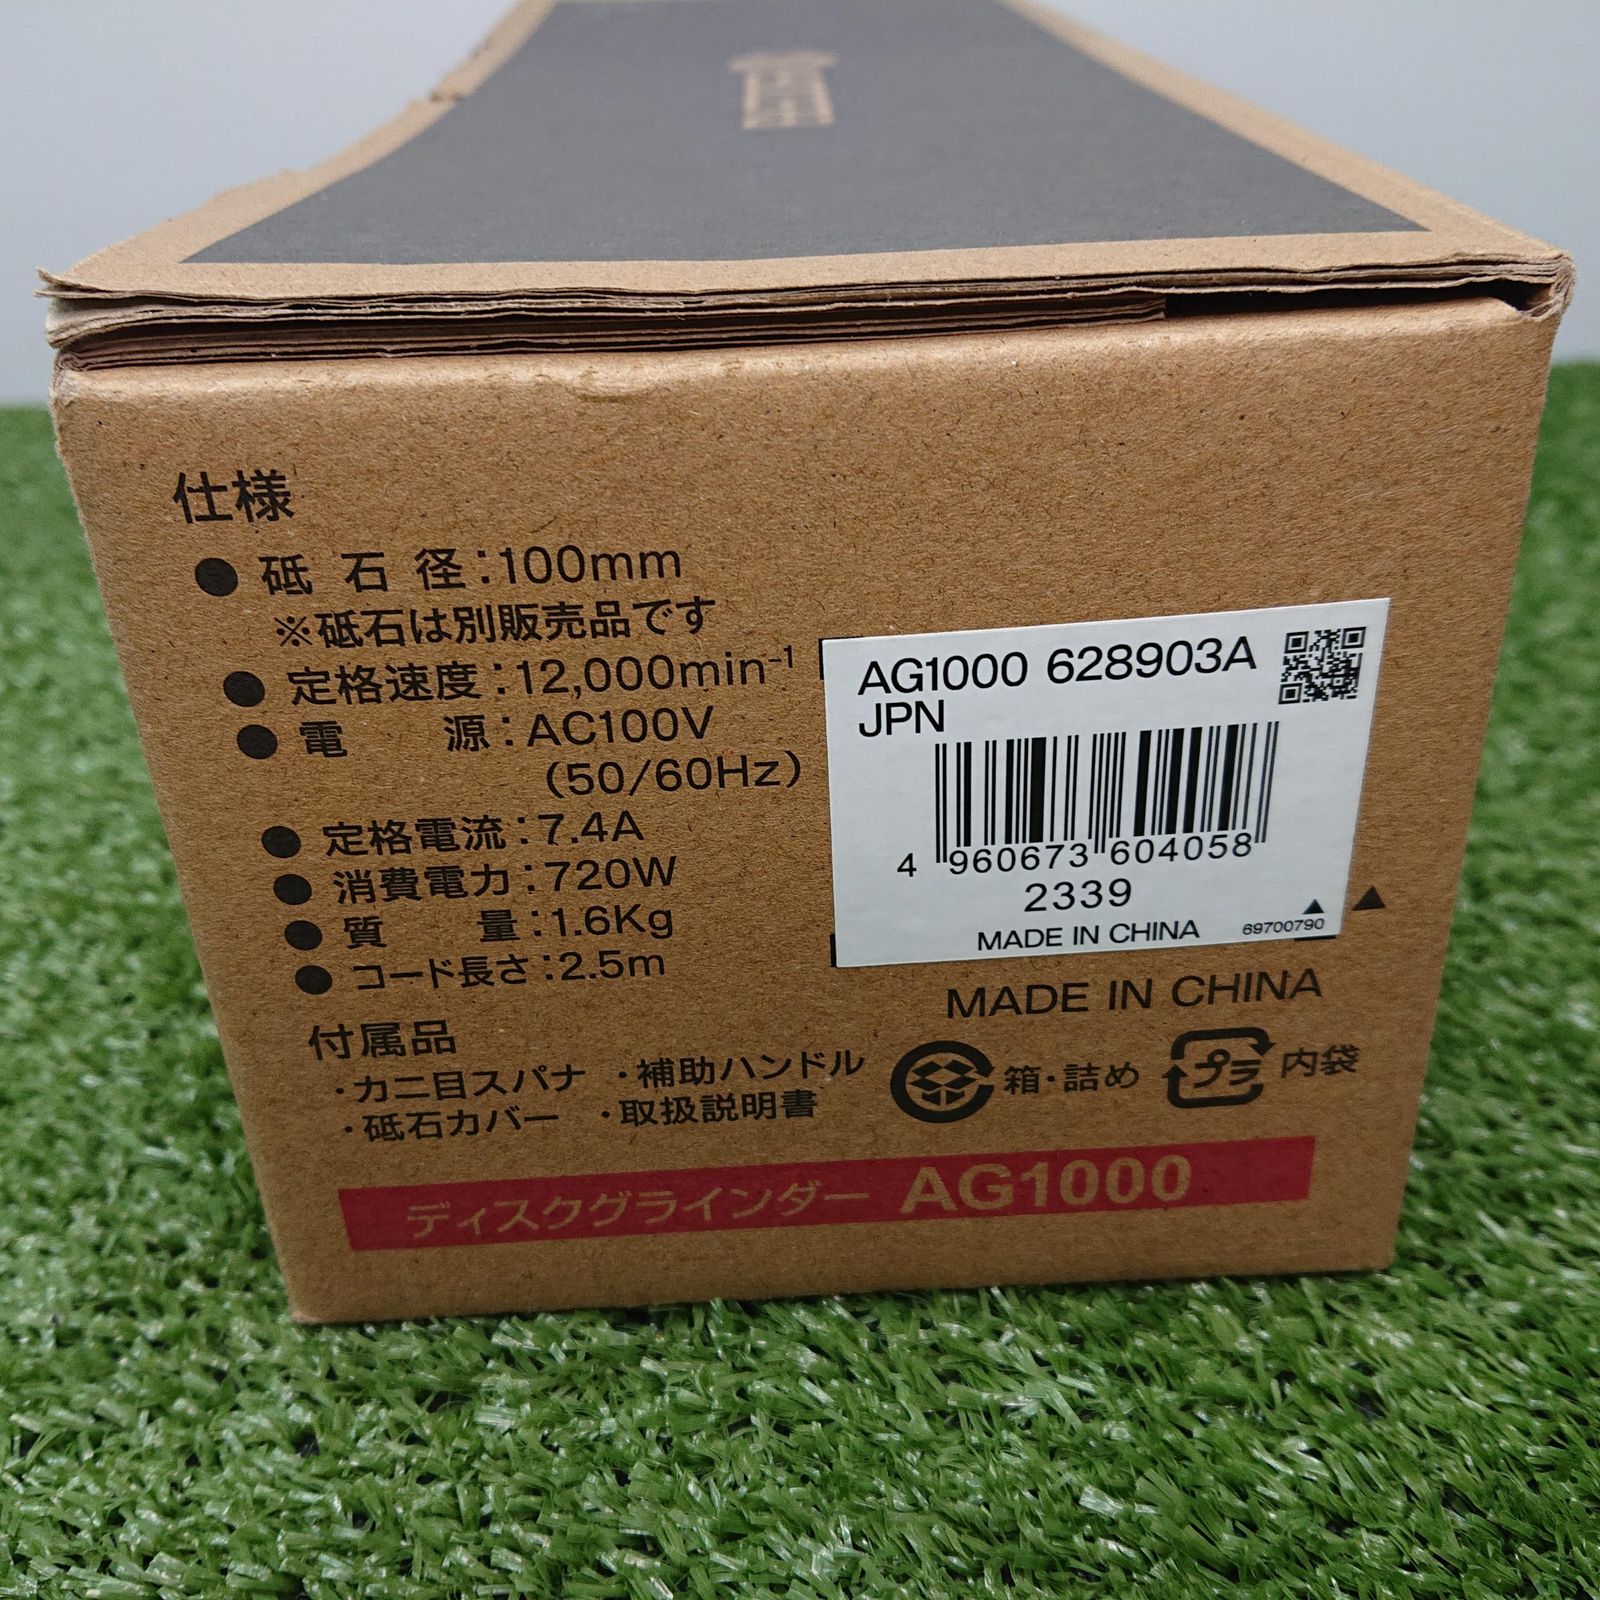 仕様
● 砥石径:100mm
※砥石は別販売品です
● 定格速度:12,000min-1
● 電源:AC100V
(50/60Hz)
● 定格電流:7.4A
● 消費電力:720W
● 質量:1.6Kg
● コード長さ:2.5m
付属品
・カニ目スパナ ・補助ハンドル
・砥石カバー ・取扱説明書
AG1000 628903A
JPN
4 960673 604058
2339
MADE IN CHINA 69700790
MADE IN CHINA
箱・詰め プラ 内袋
ディスクグラインダー AG1000